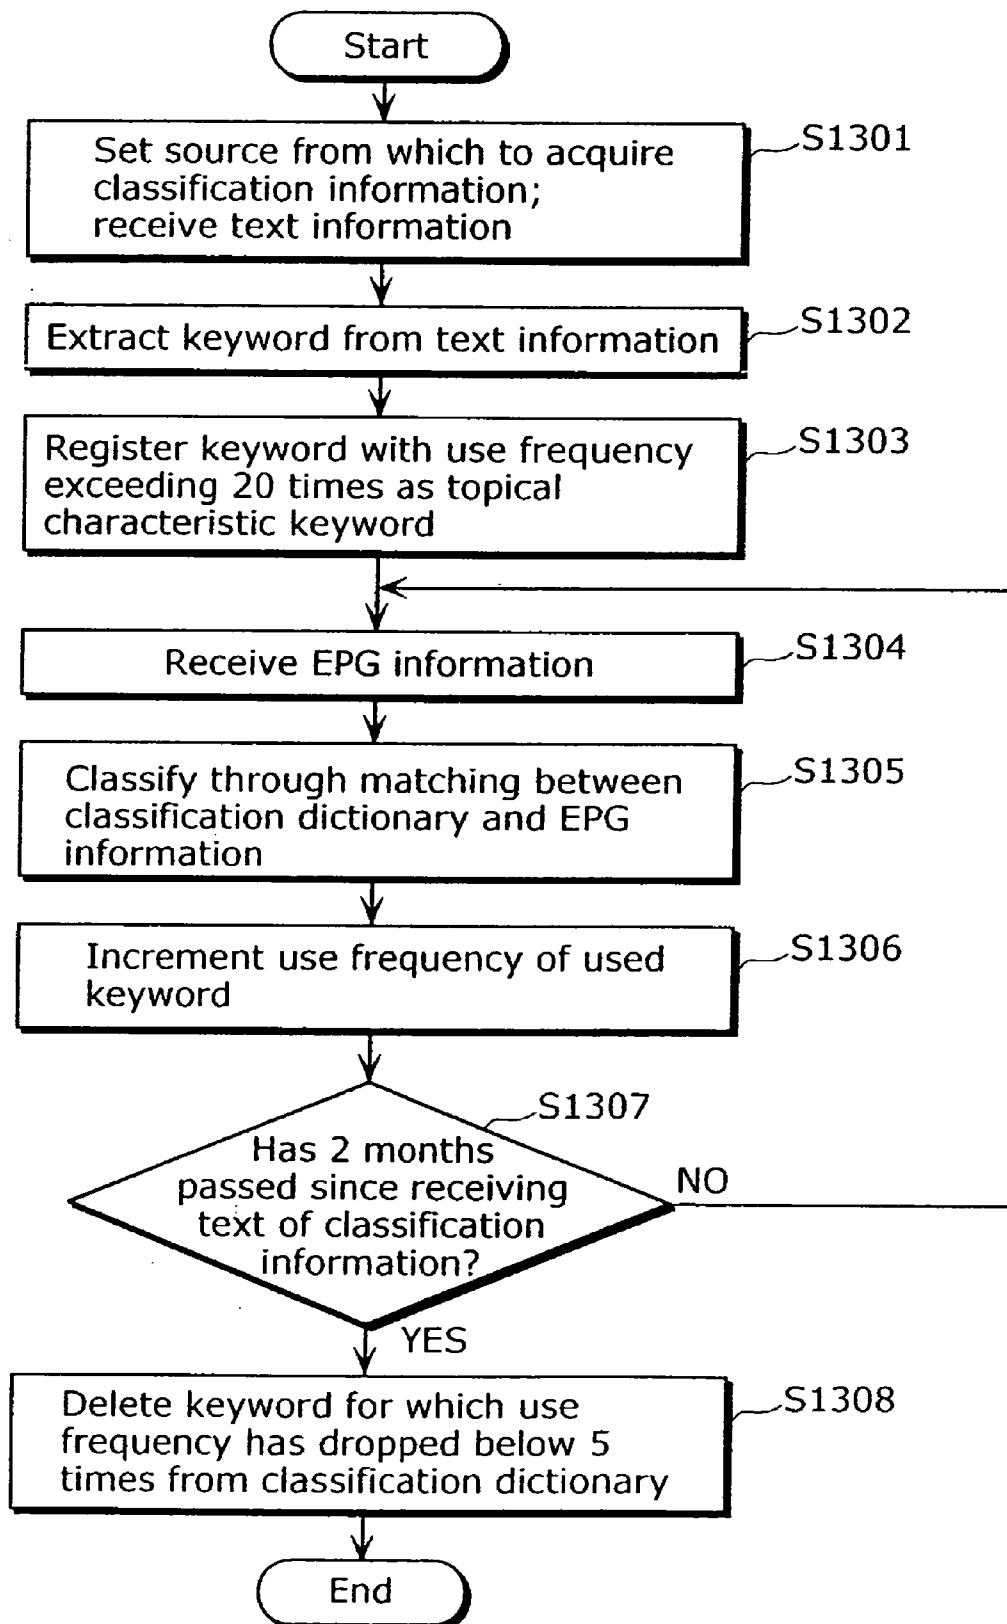 Start
S1301
Set source from which to acquire
classification information;
receive text information
S1302
Extract keyword from text information
S1303
Register keyword with use frequency
exceeding 20 times as topical
characteristic keyword
S1304
Receive EPG information
S1305
Classify through matching between
classification dictionary and EPG
information
S1306
Increment use frequency of used
keyword
S1307
Has 2 months
passed since receiving
text of classification
information?
NO
YES
S1308
Delete keyword for which use
frequency has dropped below 5
times from classification dictionary
End